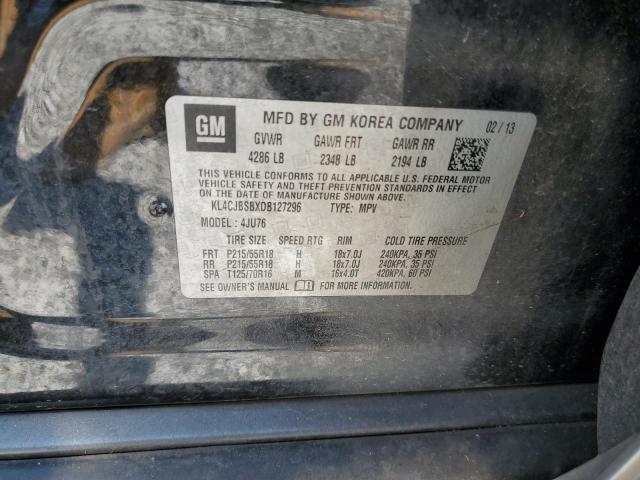 GM
MFD BY GM KOREA COMPANY 02 / 13
GVWR GAWR FRT GAWR RR
4286 LB 2348 LB 2194 LB
THIS VEHICLE CONFORMS TO ALL APPLICABLE U.S. FEDERAL MOTOR
VEHICLE SAFETY AND THEFT PREVENTION STANDARDS IN EFFECT
ON THE DATE OF MANUFACTURE SHOWN ABOVE.
KL4CJBSBXDB127296 TYPE: MPV
MODEL: 4JU76
TIRE SIZE SPEED RTG RIM
FRT P215/55R18 H 18x7.0J 240KPA, 35 PSI
RR P215/55R18 H 18x7.0J 240KPA, 35 PSI
SPA T125/70R16 M 16x4.0T 420KPA, 60 PSI
SEE OWNER'S MANUAL FOR MORE INFORMATION.